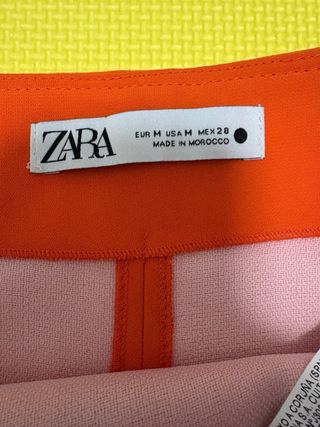 ZARA
EUR M USA M MEX 28
MADE IN MOROCCO